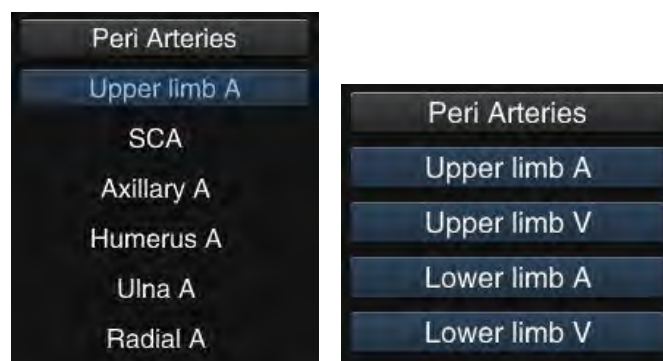 Peri Arteries
Upper limb A
SCA
Axillary A
Humerus A
Ulna A
Radial A
Peri Arteries
Upper limb A
Upper limb V
Lower limb A
Lower limb V